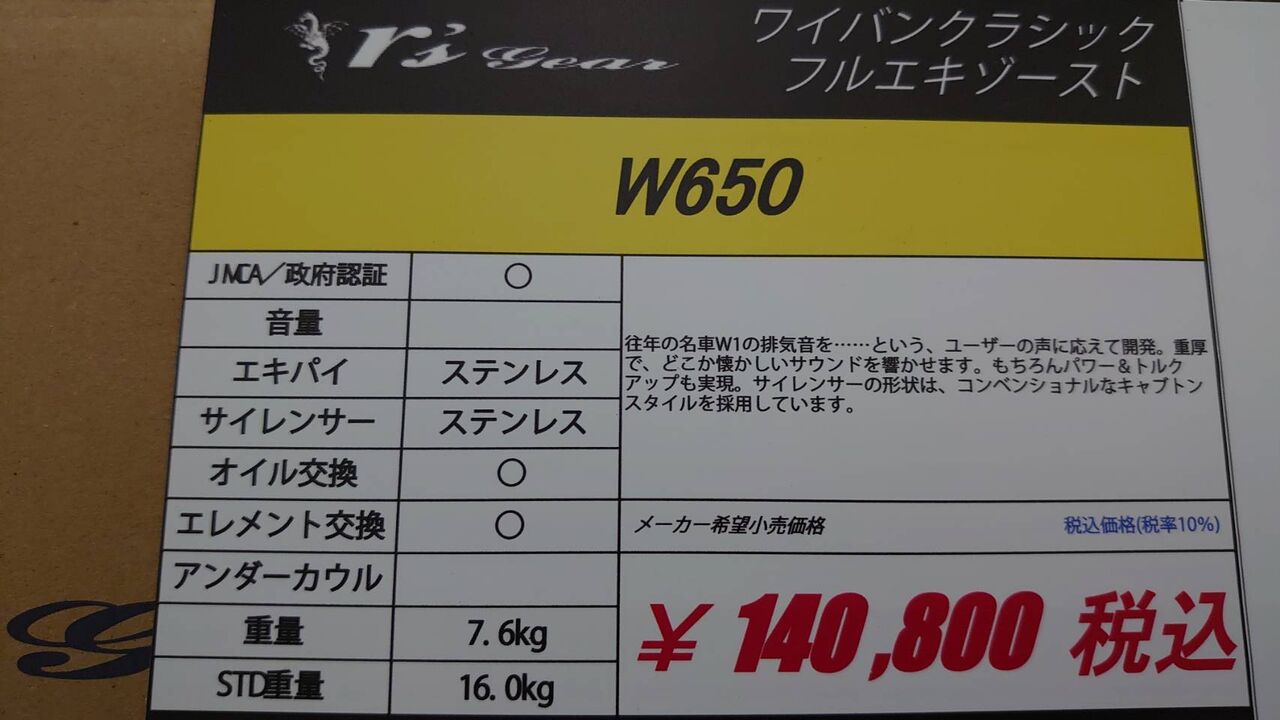 r's Gear
ワイバンクラシック
フルエキゾースト
W650
JMCA／政府認証 〇
音量
エキパイ ステンレス
サイレンサー ステンレス
オイル交換 〇
エレメント交換 〇
アンダーカウル
重量 7.6kg
STD重量 16.0kg
往年の名車W1の排気音を……という、ユーザーの声に応えて開発。重厚
で、どこか懐かしいサウンドを響かせます。もちろんパワー＆トルク
アップも実現。サイレンサーの形状は、コンベンショナルなキャブトン
スタイルを採用しています。
メーカー希望小売価格 税込価格(税率10%)
￥140,800 税込